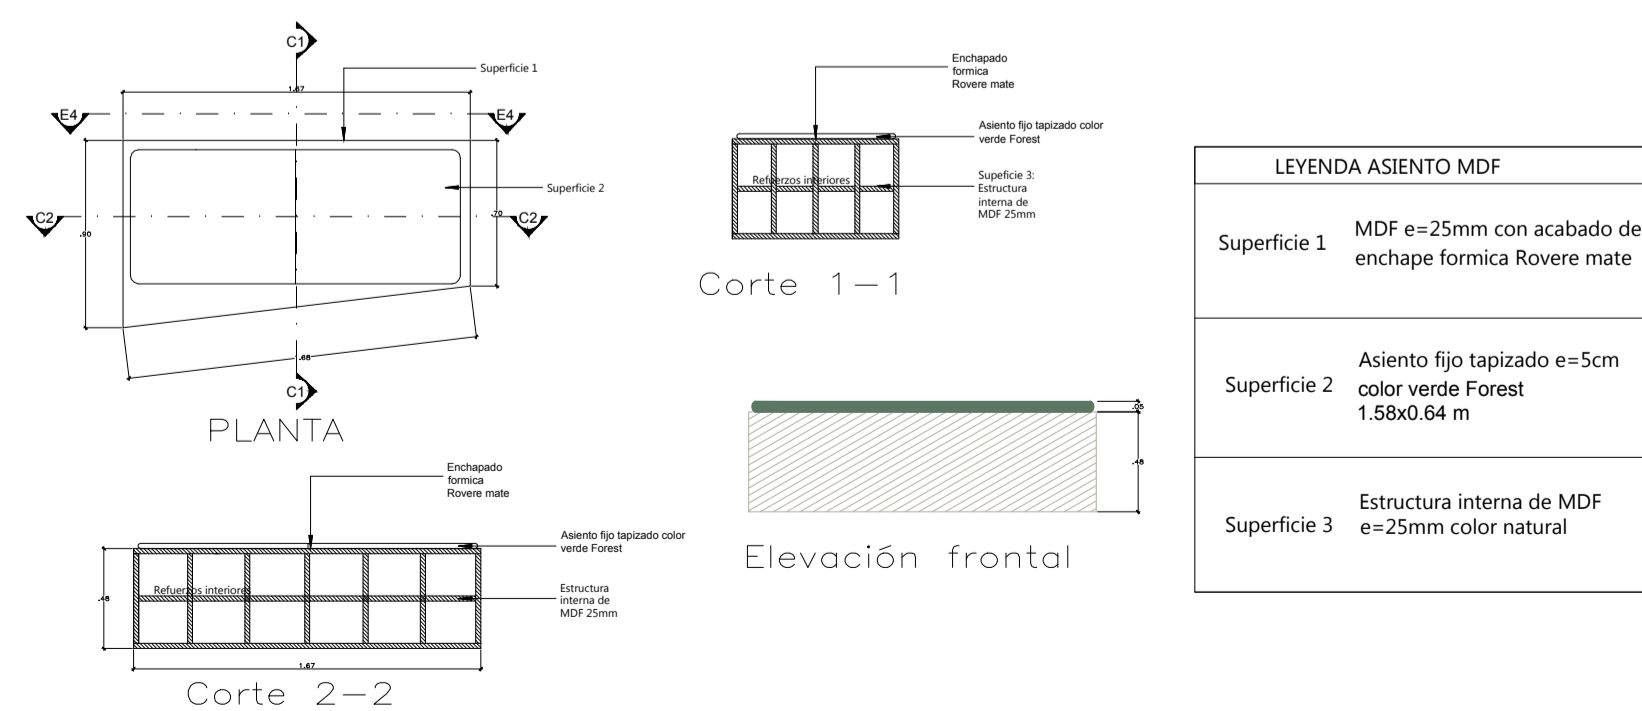 C1
Superficie 1
1.67
E4
E4
Superficie 2
C2
C2
.70
.90
1.68
C1
PLANTA
Enchapado
formica
Rovere mate
Asiento fijo tapizado color
verde Forest
Refuerzos interiores
Supeficie 3:
Estructura
interna de
MDF 25mm
Corte 1-1
.05
.48
Elevación frontal
Enchapado
formica
Rovere mate
Asiento fijo tapizado color
verde Forest
Refuerzos interiores
Estructura
interna de
MDF 25mm
.48
1.67
Corte 2-2
LEYENDA ASIENTO MDF
Superficie 1
MDF e=25mm con acabado de
enchape formica Rovere mate
Superficie 2
Asiento fijo tapizado e=5cm
color verde Forest
1.58x0.64 m
Superficie 3
Estructura interna de MDF
e=25mm color natural